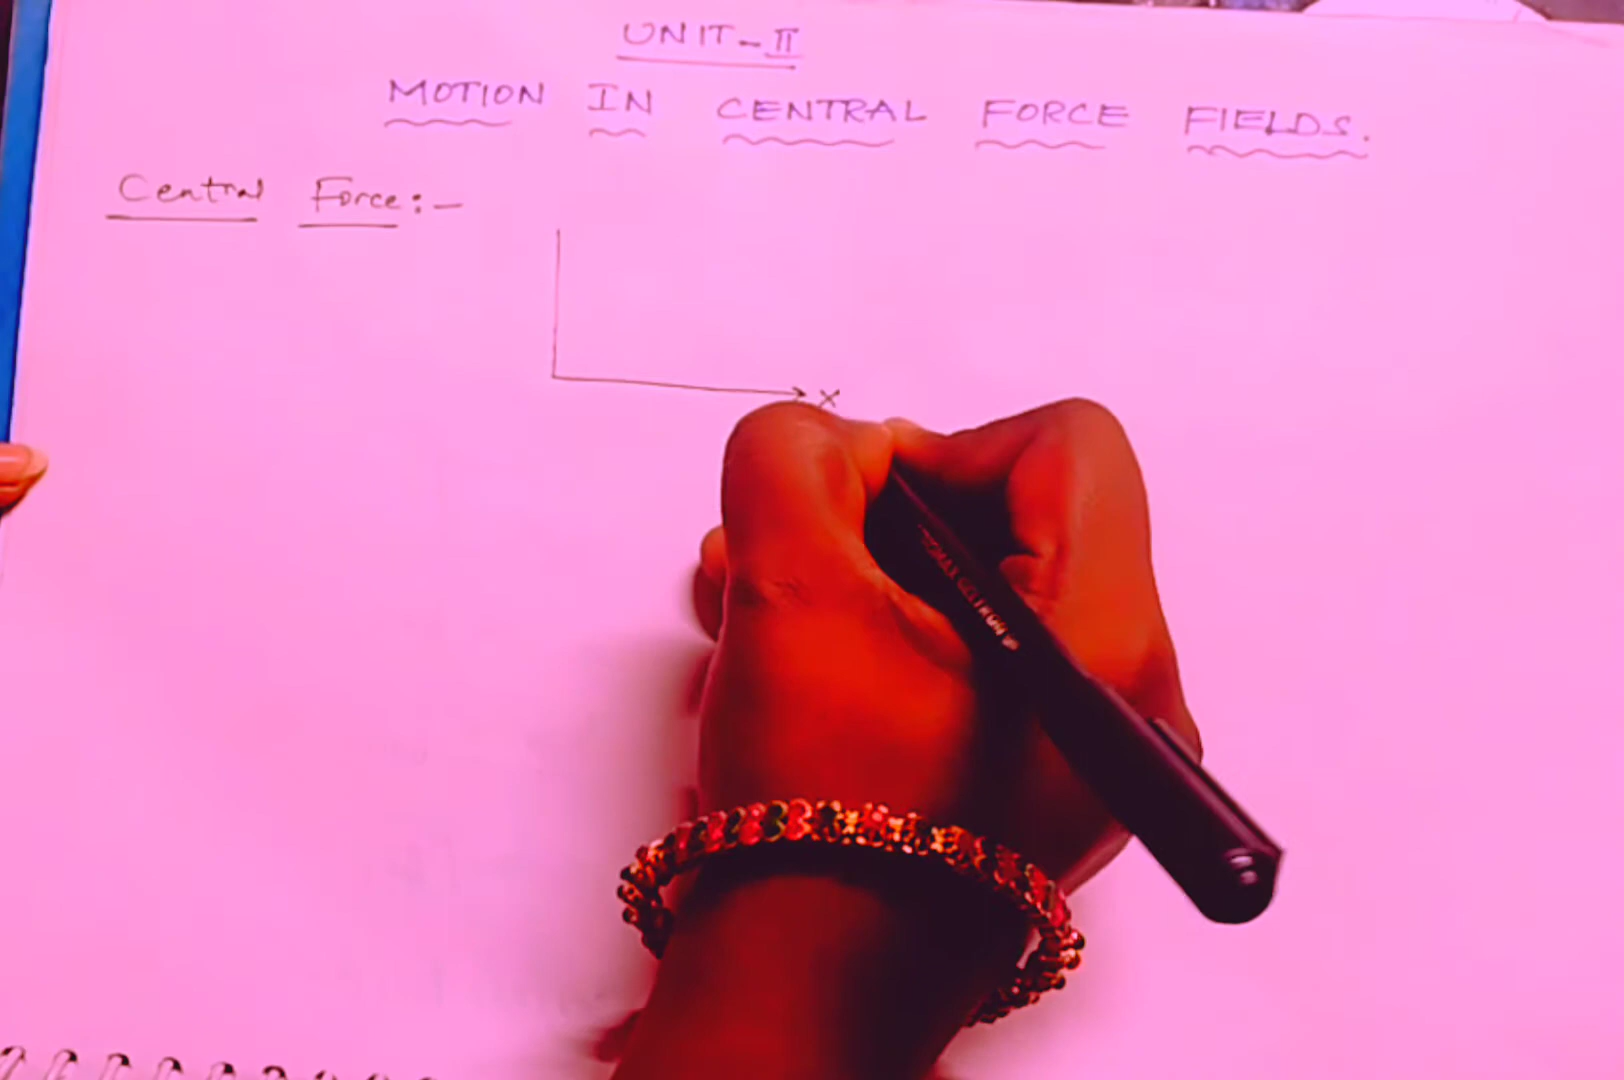 UNIT-II
MOTION IN CENTRAL FORCE FIELDS.
Central Force:-
X